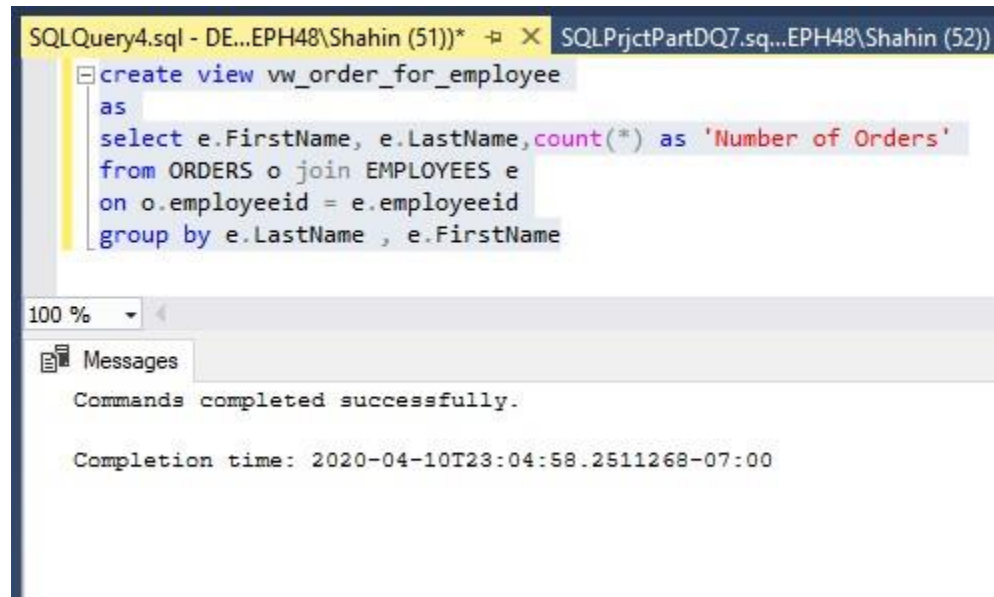 SQLQuery4.sql - DE...EPH48\Shahin (51))* SQLPrjctPartDQ7.sq...EPH48\Shahin (52))
create view vw_order_for_employee
as
select e.FirstName, e.LastName,count(*) as 'Number of Orders'
from ORDERS o join EMPLOYEES e
on o.employeeid = e.employeeid
group by e.LastName , e.FirstName
100 %
Messages
Commands completed successfully.
Completion time: 2020-04-10T23:04:58.2511268-07:00